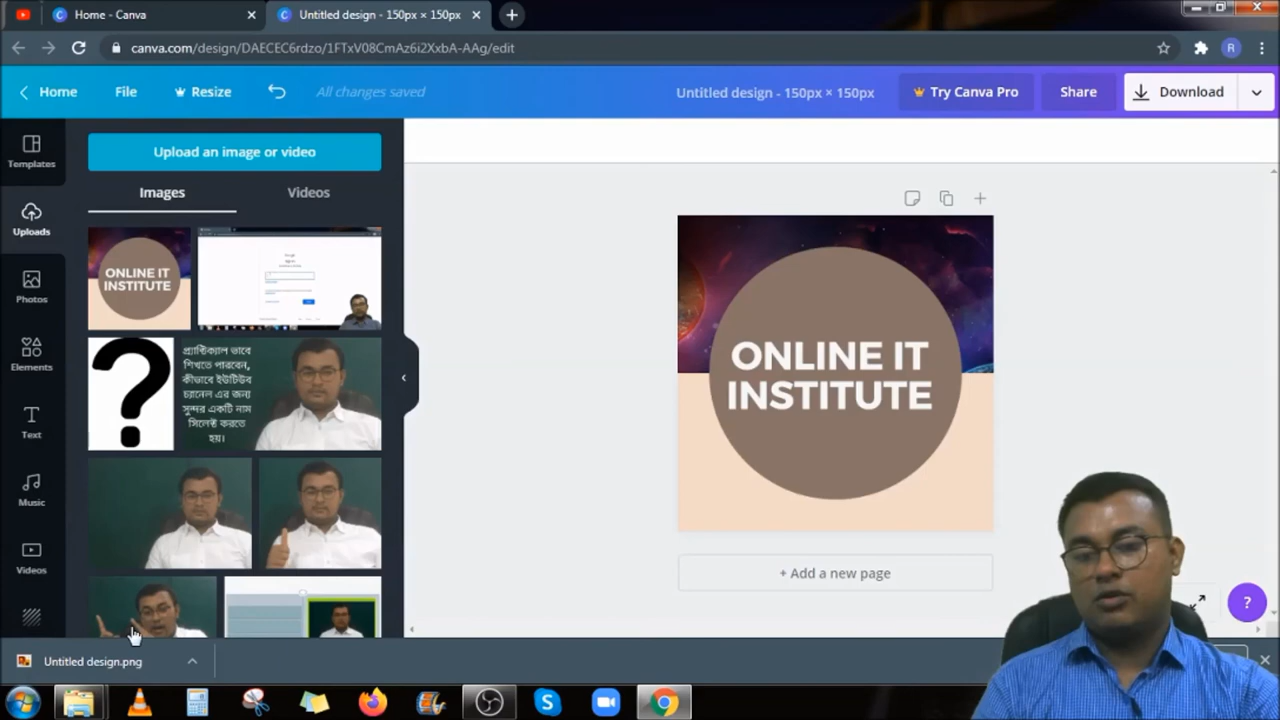 Home - Canva
Untitled design - 150px × 150px
canva.com/design/DAECEC6rdzo/1FTxV08CmAz6i2XxbA-AAg/edit
R
Home
File
Resize
All changes saved
Untitled design - 150px × 150px
Try Canva Pro
Share
Download
Templates
Uploads
Photos
Elements
Text
Music
Videos
Upload an image or video
Images
Videos
ONLINE IT
INSTITUTE
প্র্যাক্টিক্যাল ভাবে
শিখতে পারবেন,
কীভাবে ইউটিউব
চ্যানেল এর জন্য
সুন্দর একটি নাম
সিলেক্ট করতে
হয়।
?
ONLINE IT
INSTITUTE
+ Add a new page
?
Untitled design.png